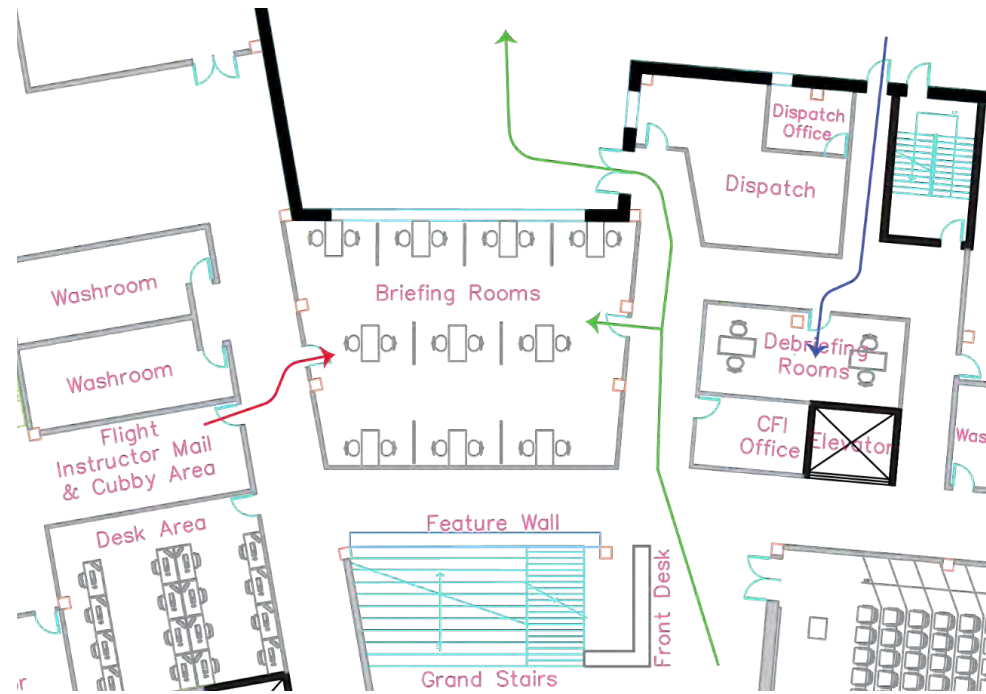 Dispatch
Office
Dispatch
Washroom
Briefing Rooms
Washroom
Debriefing
Rooms
Flight
Instructor Mail
& Cubby Area
CFI
Office
Elevator
Was
Desk Area
Feature Wall
Front Desk
Grand Stairs
or